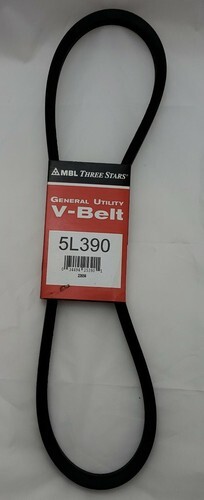 MBL THREE STARS
GENERAL UTILITY
V-Belt
5L390